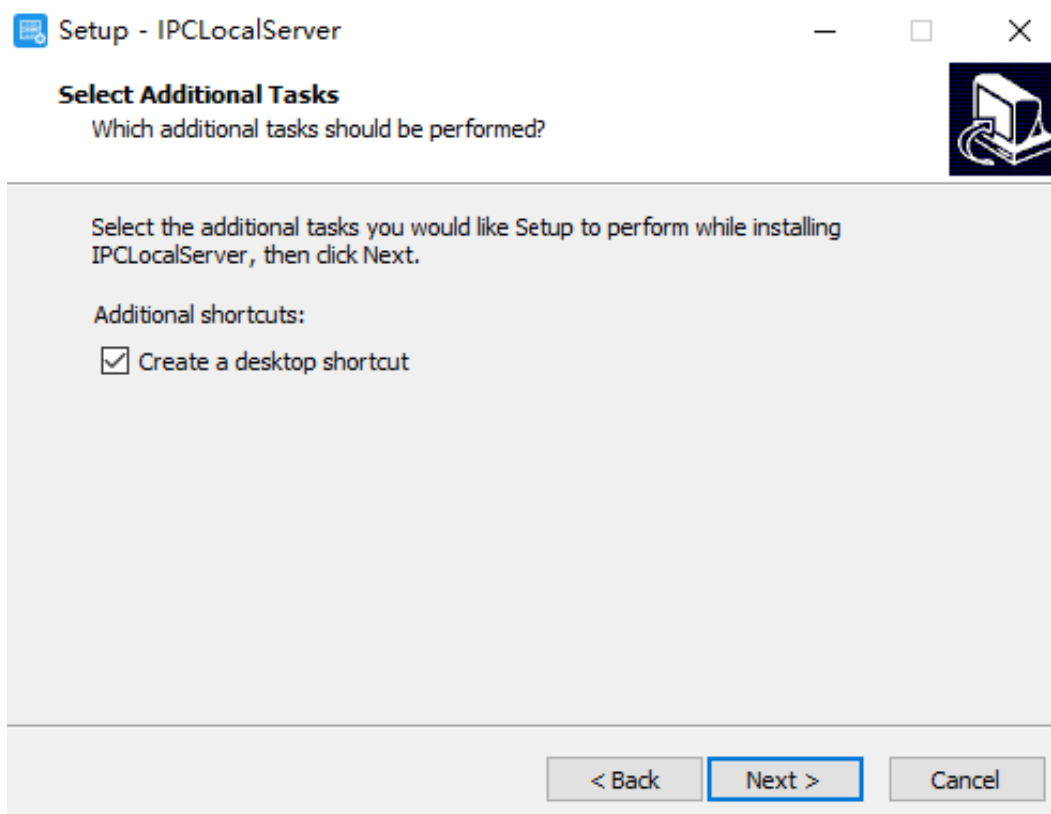 Setup - IPCLocalServer
Select Additional Tasks
Which additional tasks should be performed?
Select the additional tasks you would like Setup to perform while installing
IPCLocalServer, then click Next.
Additional shortcuts:
Create a desktop shortcut
< Back
Next >
Cancel